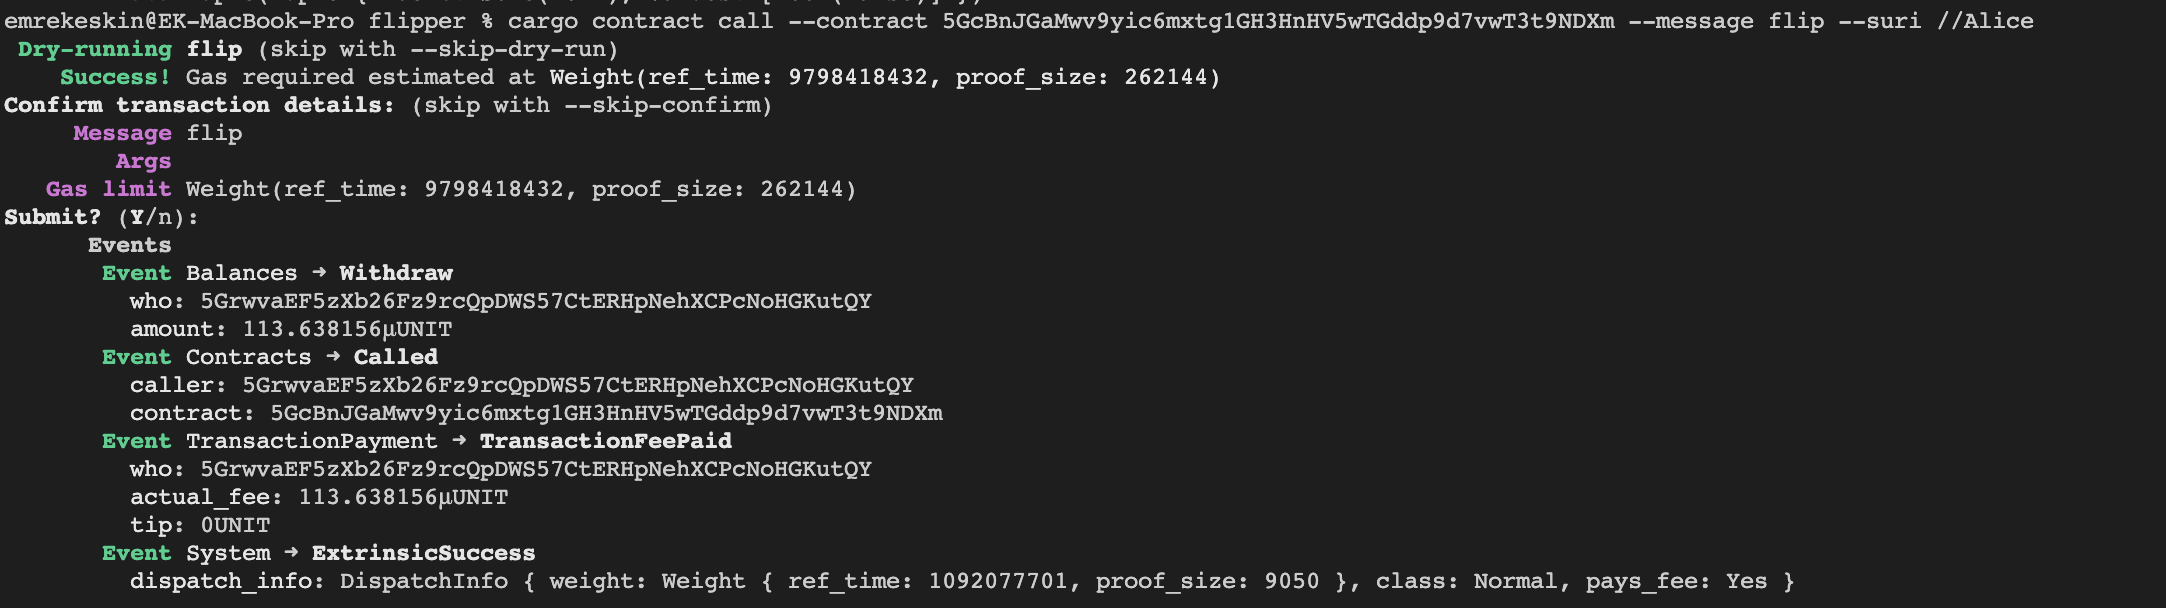 emrekeskin@EK-MacBook-Pro flipper % cargo contract call --contract 5GcBnJGaMwv9yic6mxtg1GH3HnHV5wTGddp9d7vwT3t9NDXm --message flip --suri //Alice
Dry-running flip (skip with --skip-dry-run)
Success! Gas required estimated at Weight(ref_time: 9798418432, proof_size: 262144)
Confirm transaction details: (skip with --skip-confirm)
Message flip
Args
Gas limit Weight(ref_time: 9798418432, proof_size: 262144)
Submit? (Y/n):
Events
Event Balances ➜ Withdraw
who: 5GrwvaEF5zXb26Fz9rcQpDWS57CtERHpNehXCPcNoHGKutQY
amount: 113.638156μUNIT
Event Contracts ➜ Called
caller: 5GrwvaEF5zXb26Fz9rcQpDWS57CtERHpNehXCPcNoHGKutQY
contract: 5GcBnJGaMwv9yic6mxtg1GH3HnHV5wTGddp9d7vwT3t9NDXm
Event TransactionPayment ➜ TransactionFeePaid
who: 5GrwvaEF5zXb26Fz9rcQpDWS57CtERHpNehXCPcNoHGKutQY
actual_fee: 113.638156μUNIT
tip: 0UNIT
Event System ➜ ExtrinsicSuccess
dispatch_info: DispatchInfo { weight: Weight { ref_time: 1092077701, proof_size: 9050 }, class: Normal, pays_fee: Yes }